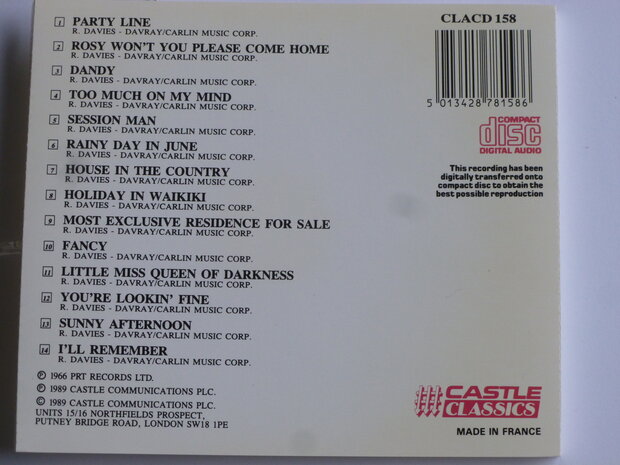 1 PARTY LINE
R. DAVIES - DAVRAY/CARLIN MUSIC CORP.
2 ROSY WON'T YOU PLEASE COME HOME
R. DAVIES - DAVRAY/CARLIN MUSIC CORP.
3 DANDY
R. DAVIES - DAVRAY/CARLIN MUSIC CORP.
4 TOO MUCH ON MY MIND
R. DAVIES - DAVRAY/CARLIN MUSIC CORP.
5 SESSION MAN
R. DAVIES - DAVRAY/CARLIN MUSIC CORP.
6 RAINY DAY IN JUNE
R. DAVIES - DAVRAY/CARLIN MUSIC CORP.
7 HOUSE IN THE COUNTRY
R. DAVIES - DAVRAY/CARLIN MUSIC CORP.
8 HOLIDAY IN WAIKIKI
R. DAVIES - DAVRAY/CARLIN MUSIC CORP.
9 MOST EXCLUSIVE RESIDENCE FOR SALE
R. DAVIES - DAVRAY/CARLIN MUSIC CORP.
10 FANCY
R. DAVIES - DAVRAY/CARLIN MUSIC CORP.
11 LITTLE MISS QUEEN OF DARKNESS
R. DAVIES - DAVRAY/CARLIN MUSIC CORP.
12 YOU'RE LOOKIN' FINE
R. DAVIES - DAVRAY/CARLIN MUSIC CORP.
13 SUNNY AFTERNOON
R. DAVIES - DAVRAY/CARLIN MUSIC CORP.
14 I'LL REMEMBER
R. DAVIES - DAVRAY/CARLIN MUSIC CORP.
℗ 1966 PRT RECORDS LTD.
℗ 1989 CASTLE COMMUNICATIONS PLC.
© 1989 CASTLE COMMUNICATIONS PLC.
UNITS 15/16 NORTHFIELDS PROSPECT,
PUTNEY BRIDGE ROAD, LONDON SW18 1PE
CLACD 158
5 013428 781586
COMPACT
disc
DIGITAL AUDIO
This recording has been
digitally transferred onto
compact disc to obtain the
best possible reproduction
CASTLE
CLASSICS
MADE IN FRANCE